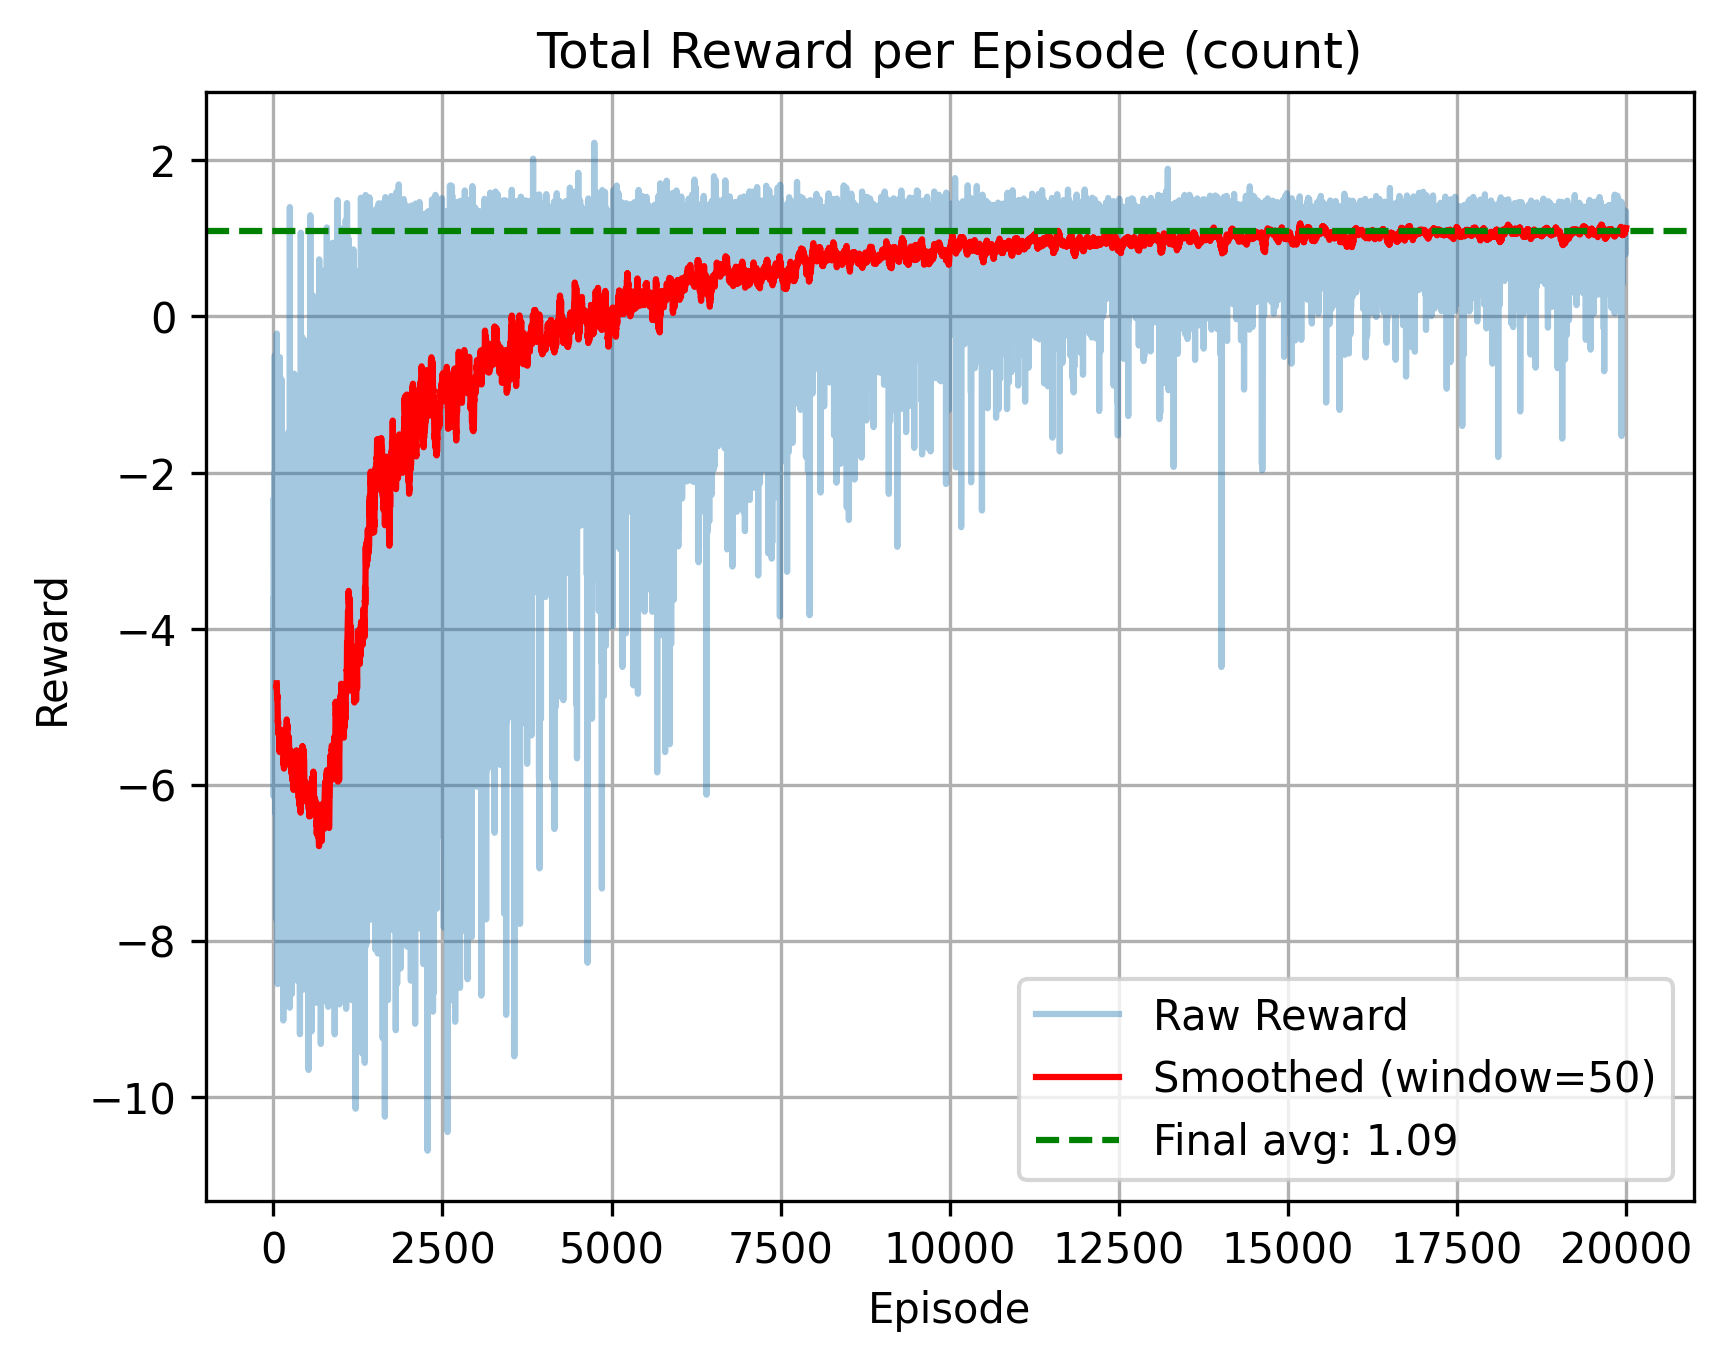 Total Reward per Episode (count)
2
0
−2
−4
−6
−8
−10
Reward
Raw Reward
Smoothed (window=50)
Final avg: 1.09
0 2500 5000 7500 10000 12500 15000 17500 20000
Episode